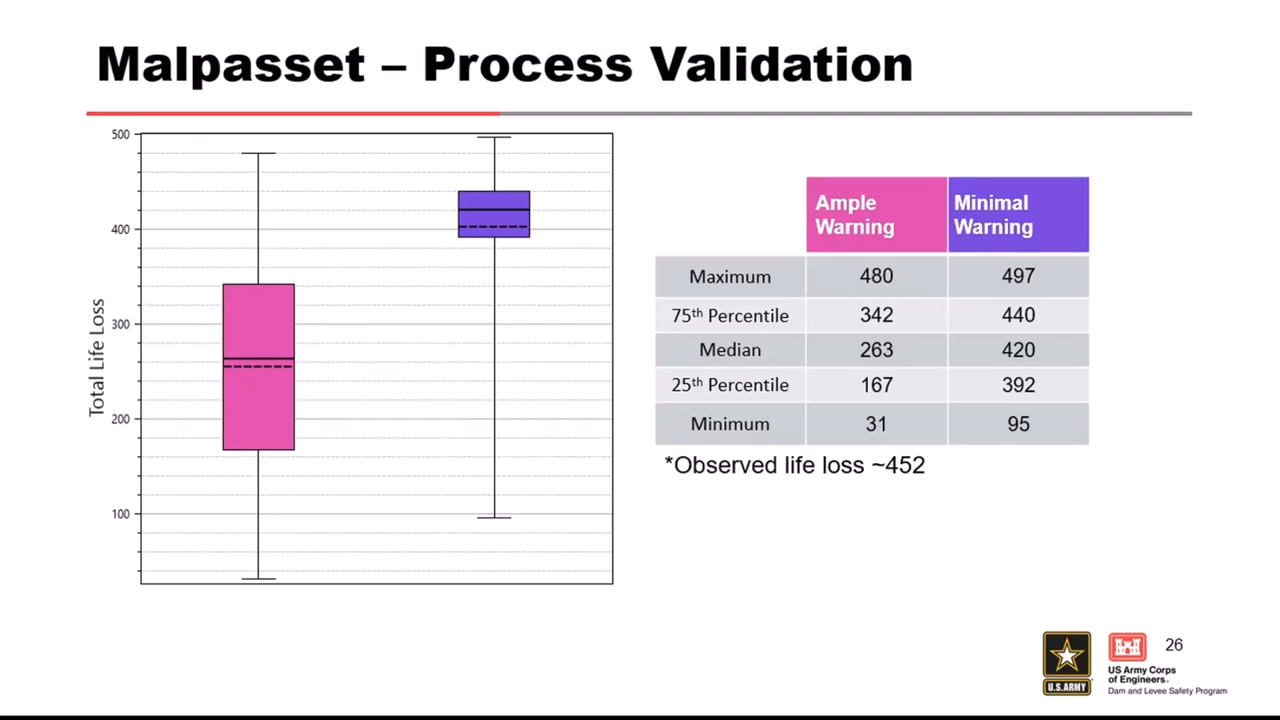 Malpasset – Process Validation
Total Life Loss
500
400
300
200
100
Ample Warning
Minimal Warning
Maximum 480 497
75th Percentile 342 440
Median 263 420
25th Percentile 167 392
Minimum 31 95
*Observed life loss ~452
U.S.ARMY
US Army Corps
of Engineers®
Dam and Levee Safety Program
26